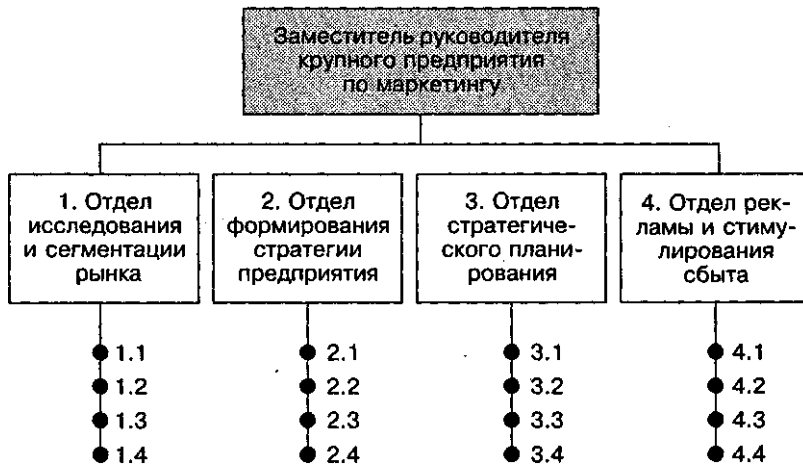 Заместитель руководителя
крупного предприятия
по маркетингу
1. Отдел
исследования
и сегментации
рынка
2. Отдел
формирования
стратегии
предприятия
3. Отдел
стратегиче-
ского плани-
рования
4. Отдел рек-
ламы и стиму-
лирования
сбыта
1.1
1.2
1.3
1.4
2.1
2.2
2.3
2.4
3.1
3.2
3.3
3.4
4.1
4.2
4.3
4.4